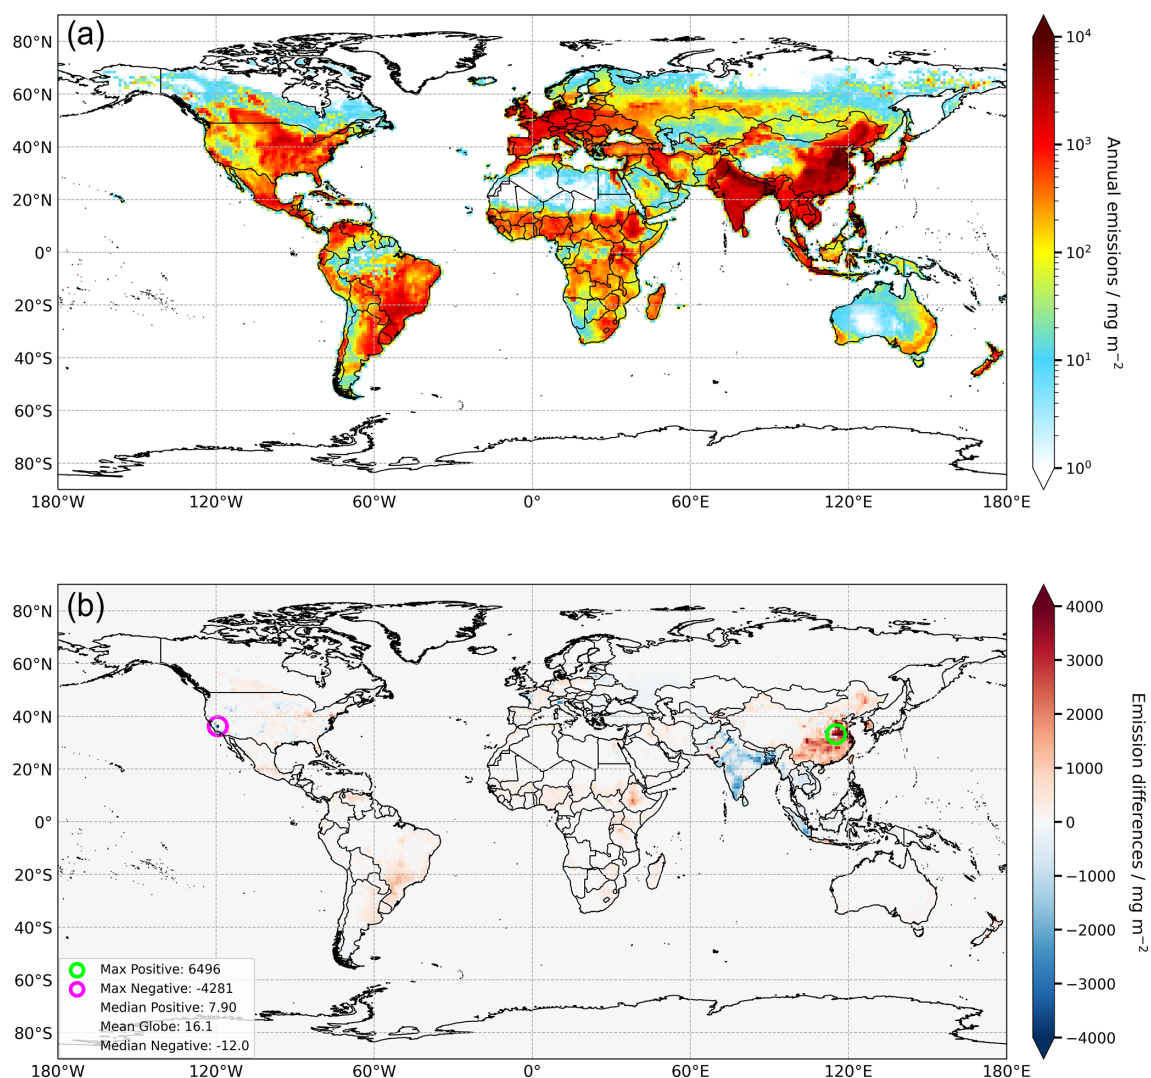 (a)
80°N
60°N
40°N
20°N
0°
20°S
40°S
60°S
80°S
180°W 120°W 60°W 0° 60°E 120°E 180°E
10⁴
10³
10²
10¹
10⁰
Annual emissions / mg m⁻²
(b)
80°N
60°N
40°N
20°N
0°
20°S
40°S
60°S
80°S
Max Positive: 6496
Max Negative: -4281
Median Positive: 7.90
Mean Globe: 16.1
Median Negative: -12.0
180°W 120°W 60°W 0° 60°E 120°E 180°E
4000
3000
2000
1000
0
−1000
−2000
−3000
−4000
Emission differences / mg m⁻²